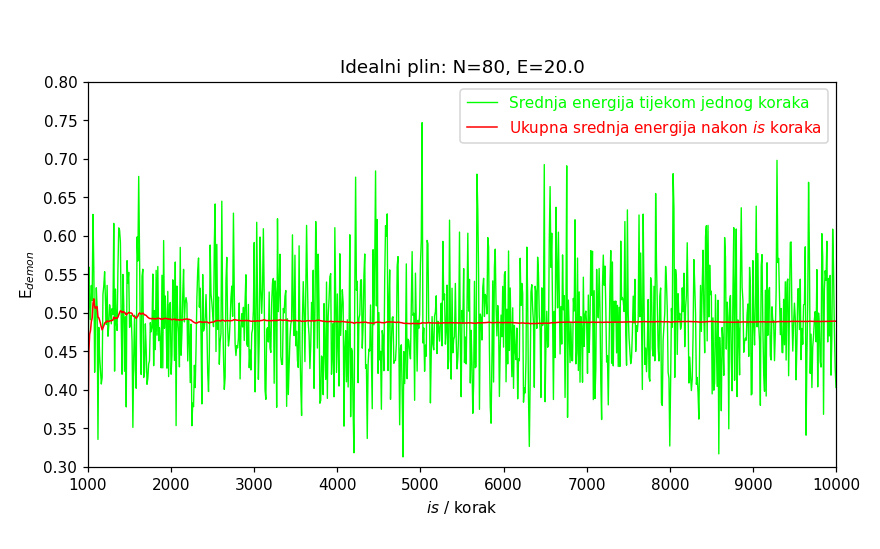 Idealni plin: N=80, E=20.0
Srednja energija tijekom jednog koraka
Ukupna srednja energija nakon is koraka
0.80
0.75
0.70
0.65
0.60
0.55
0.50
0.45
0.40
0.35
0.30
E_demon
1000 2000 3000 4000 5000 6000 7000 8000 9000 10000
is / korak